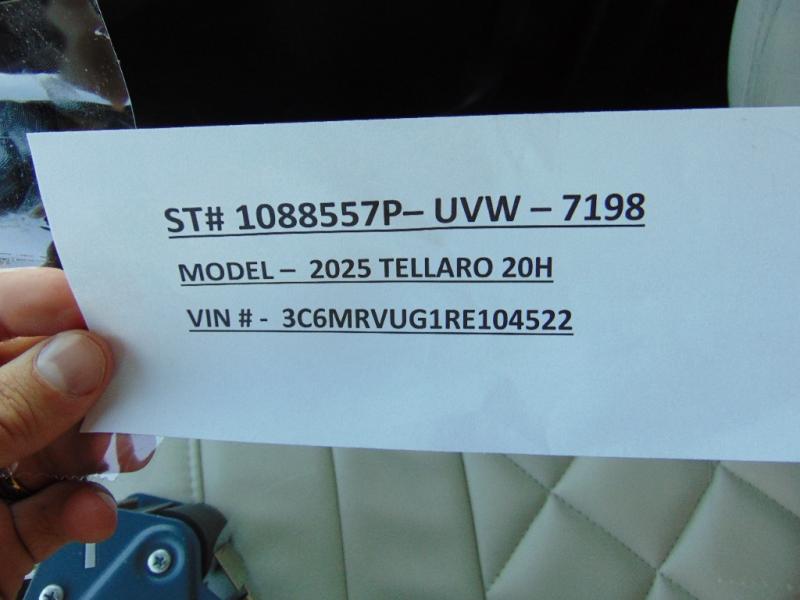 ST# 1088557P– UVW – 7198
MODEL – 2025 TELLARO 20H
VIN # - 3C6MRVUG1RE104522